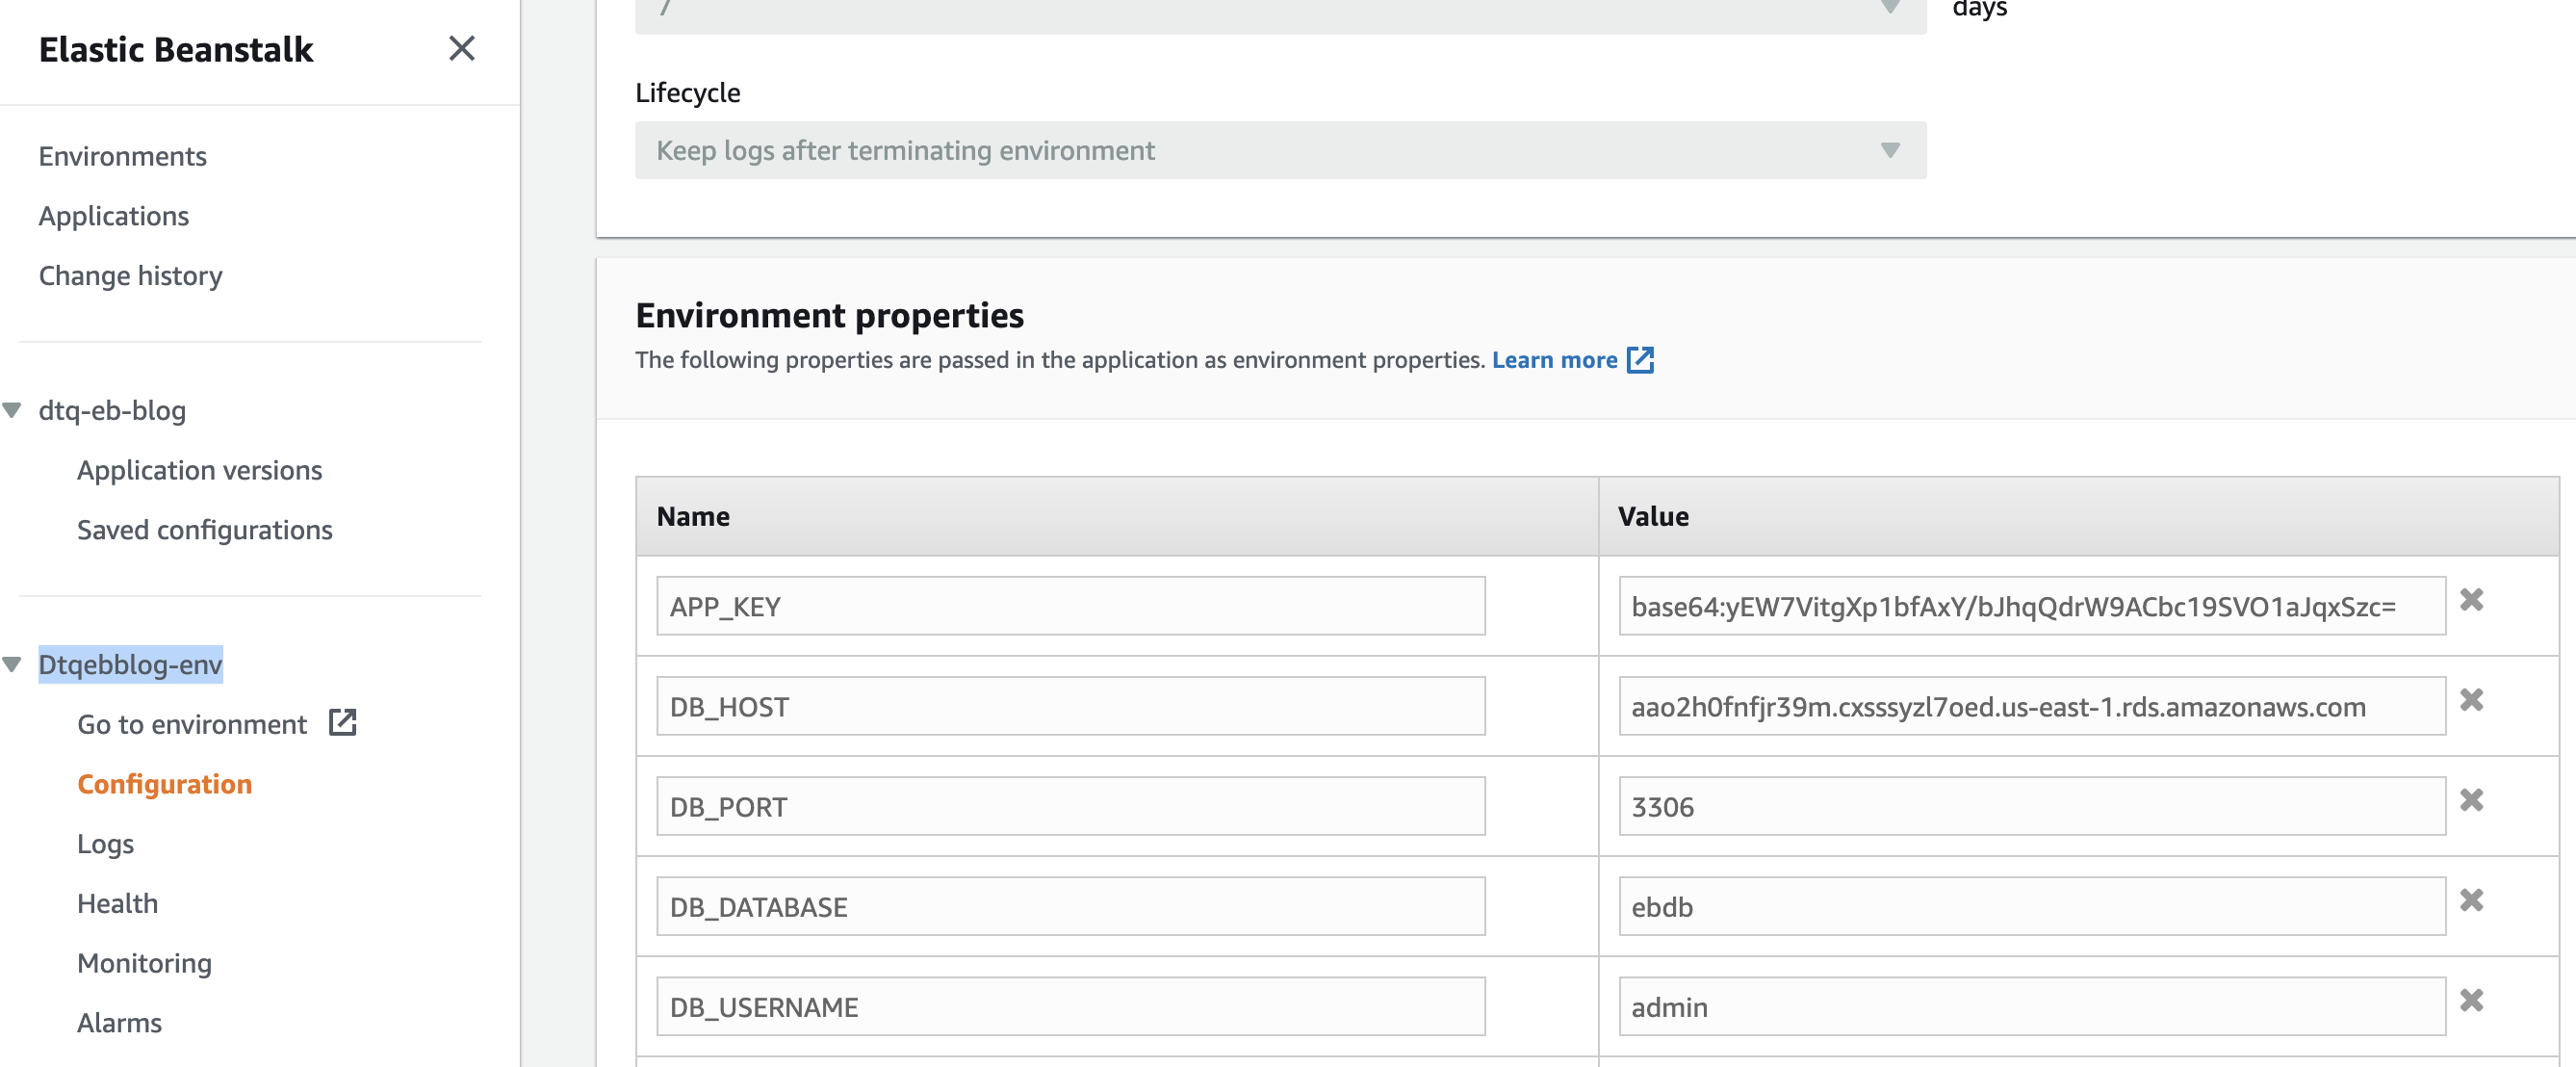 Elastic Beanstalk
Environments
Applications
Change history
dtq-eb-blog
Application versions
Saved configurations
Dtqebblog-env
Go to environment
Configuration
Logs
Health
Monitoring
Alarms
days
Lifecycle
Keep logs after terminating environment
Environment properties
The following properties are passed in the application as environment properties. Learn more
Name Value
APP_KEY base64:yEW7VitgXp1bfAxY/bJhqQdrW9ACbc19SVO1aJqxSzc=
DB_HOST aao2h0fnfjr39m.cxsssyzl7oed.us-east-1.rds.amazonaws.com
DB_PORT 3306
DB_DATABASE ebdb
DB_USERNAME admin